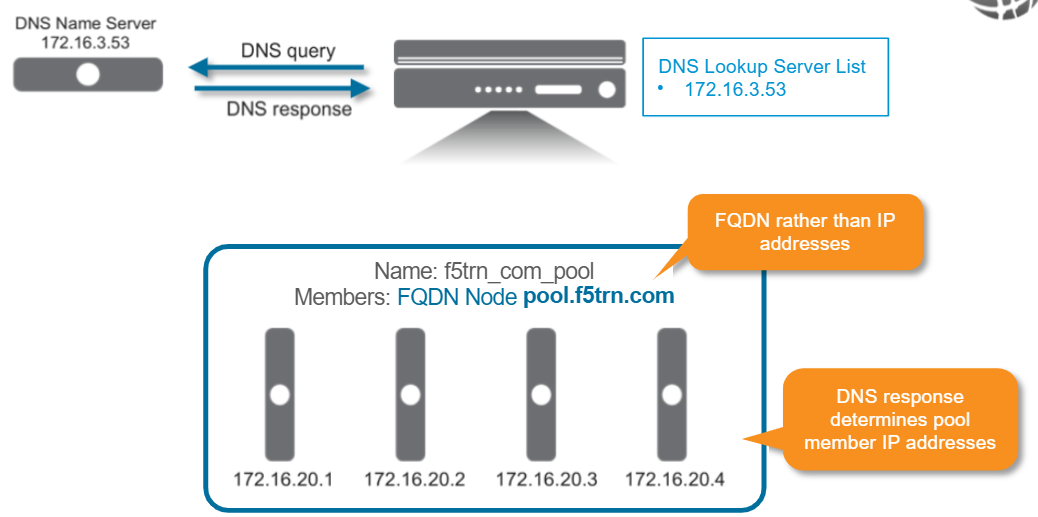 DNS Name Server
172.16.3.53
DNS query
DNS response
DNS Lookup Server List
• 172.16.3.53
FQDN rather than IP
addresses
Name: f5trn_com_pool
Members: FQDN Node pool.f5trn.com
172.16.20.1
172.16.20.2
172.16.20.3
172.16.20.4
DNS response
determines pool
member IP addresses